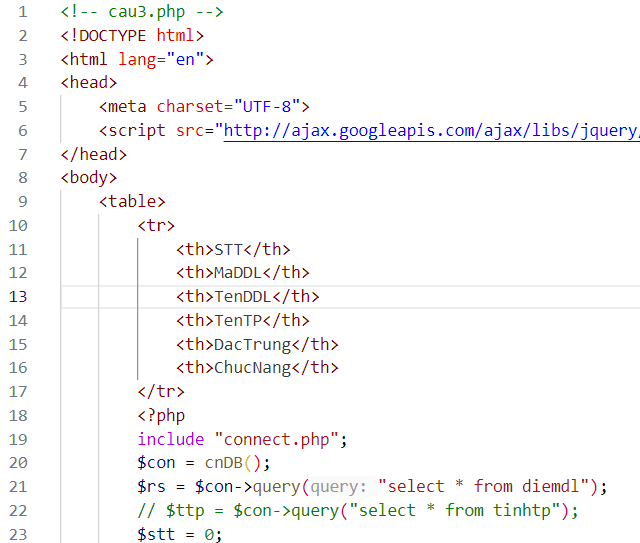 1 <!-- cau3.php -->
2 <!DOCTYPE html>
3 <html lang="en">
4 <head>
5 <meta charset="UTF-8">
6 <script src="http://ajax.googleapis.com/ajax/libs/jquery/
7 </head>
8 <body>
9 <table>
10 <tr>
11 <th>STT</th>
12 <th>MaDDL</th>
13 <th>TenDDL</th>
14 <th>TenTP</th>
15 <th>DacTrung</th>
16 <th>ChucNang</th>
17 </tr>
18 <?php
19 include "connect.php";
20 $con = cnDB();
21 $rs = $con->query(query: "select * from diemdl");
22 // $ttp = $con->query("select * from tinhtp");
23 $stt = 0;